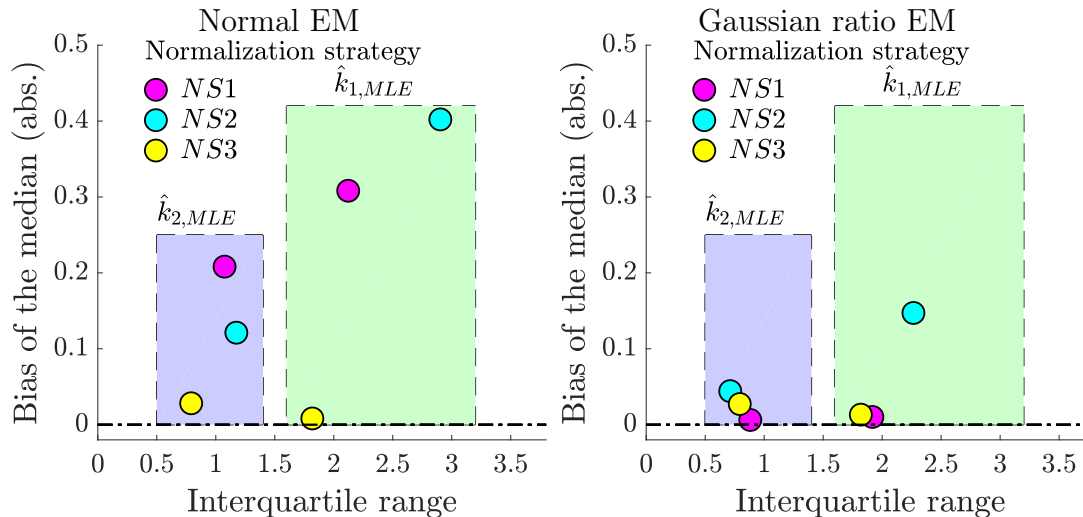 Normal EM
Normalization strategy
NS1
NS2
NS3
k̂1,MLE
k̂2,MLE
Bias of the median (abs.)
0.5
0.4
0.3
0.2
0.1
0
0 0.5 1 1.5 2 2.5 3 3.5
Interquartile range
Gaussian ratio EM
Normalization strategy
NS1
NS2
NS3
k̂1,MLE
k̂2,MLE
Bias of the median (abs.)
0.5
0.4
0.3
0.2
0.1
0
0 0.5 1 1.5 2 2.5 3 3.5
Interquartile range